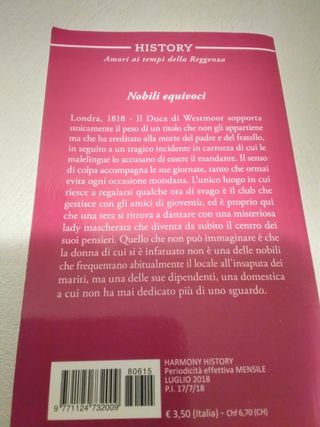 HISTORY
Amori ai tempi della Reggenza
Nobili equivoci
Londra, 1818 - Il Duca di Westmoor sopporta
stoicamente il peso di un titolo che non gli appartiene
ma che ha ereditato alla morte del padre e del fratello,
in seguito a un tragico incidente in carrozza di cui le
malelingue lo accusano di essere il mandante. Il senso
di colpa accompagna le sue giornate, tanto che ormai
evita ogni occasione mondana. L'unico luogo in cui
riesce a regalarsi qualche ora di svago è il club che
gestisce con gli amici di gioventù, ed è proprio qui
che una sera si ritrova a danzare con una misteriosa
lady mascherata che diventa da subito il centro dei
suoi pensieri. Quello che non può immaginare è che
la donna di cui si è infatuato non è una delle nobili
che frequentano abitualmente il locale all'insaputa dei
mariti, ma una delle sue dipendenti, una domestica
a cui non ha mai dedicato più di uno sguardo.
80615
HARMONY HISTORY
Periodicità effettiva MENSILE
LUGLIO 2018
P.I. 17/7/18
9 771124 732009
€ 3,50 (Italia) - Chf 6,70 (CH)